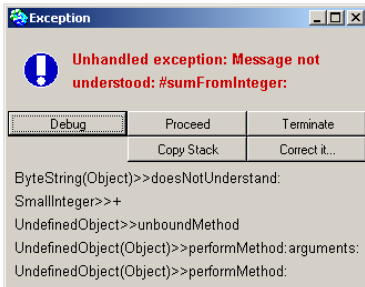 Exception
Unhandled exception: Message not
understood: #sumFromInteger:
Debug Proceed Terminate
Copy Stack Correct it...
ByteString(Object)>>doesNotUnderstand:
SmallInteger>>+
UndefinedObject>>unboundMethod
UndefinedObject(Object)>>performMethod:arguments:
UndefinedObject(Object)>>performMethod: